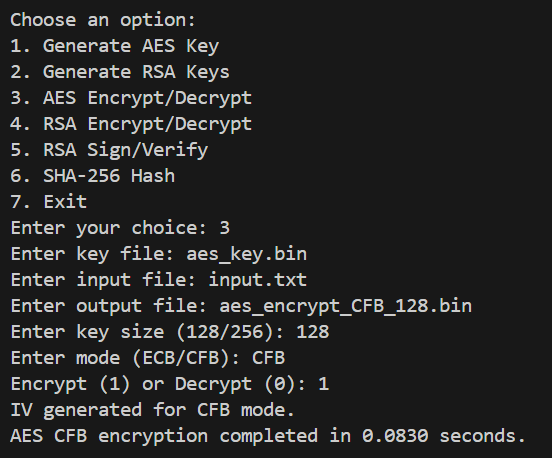 Choose an option:
1. Generate AES Key
2. Generate RSA Keys
3. AES Encrypt/Decrypt
4. RSA Encrypt/Decrypt
5. RSA Sign/Verify
6. SHA-256 Hash
7. Exit
Enter your choice: 3
Enter key file: aes_key.bin
Enter input file: input.txt
Enter output file: aes_encrypt_CFB_128.bin
Enter key size (128/256): 128
Enter mode (ECB/CFB): CFB
Encrypt (1) or Decrypt (0): 1
IV generated for CFB mode.
AES CFB encryption completed in 0.0830 seconds.